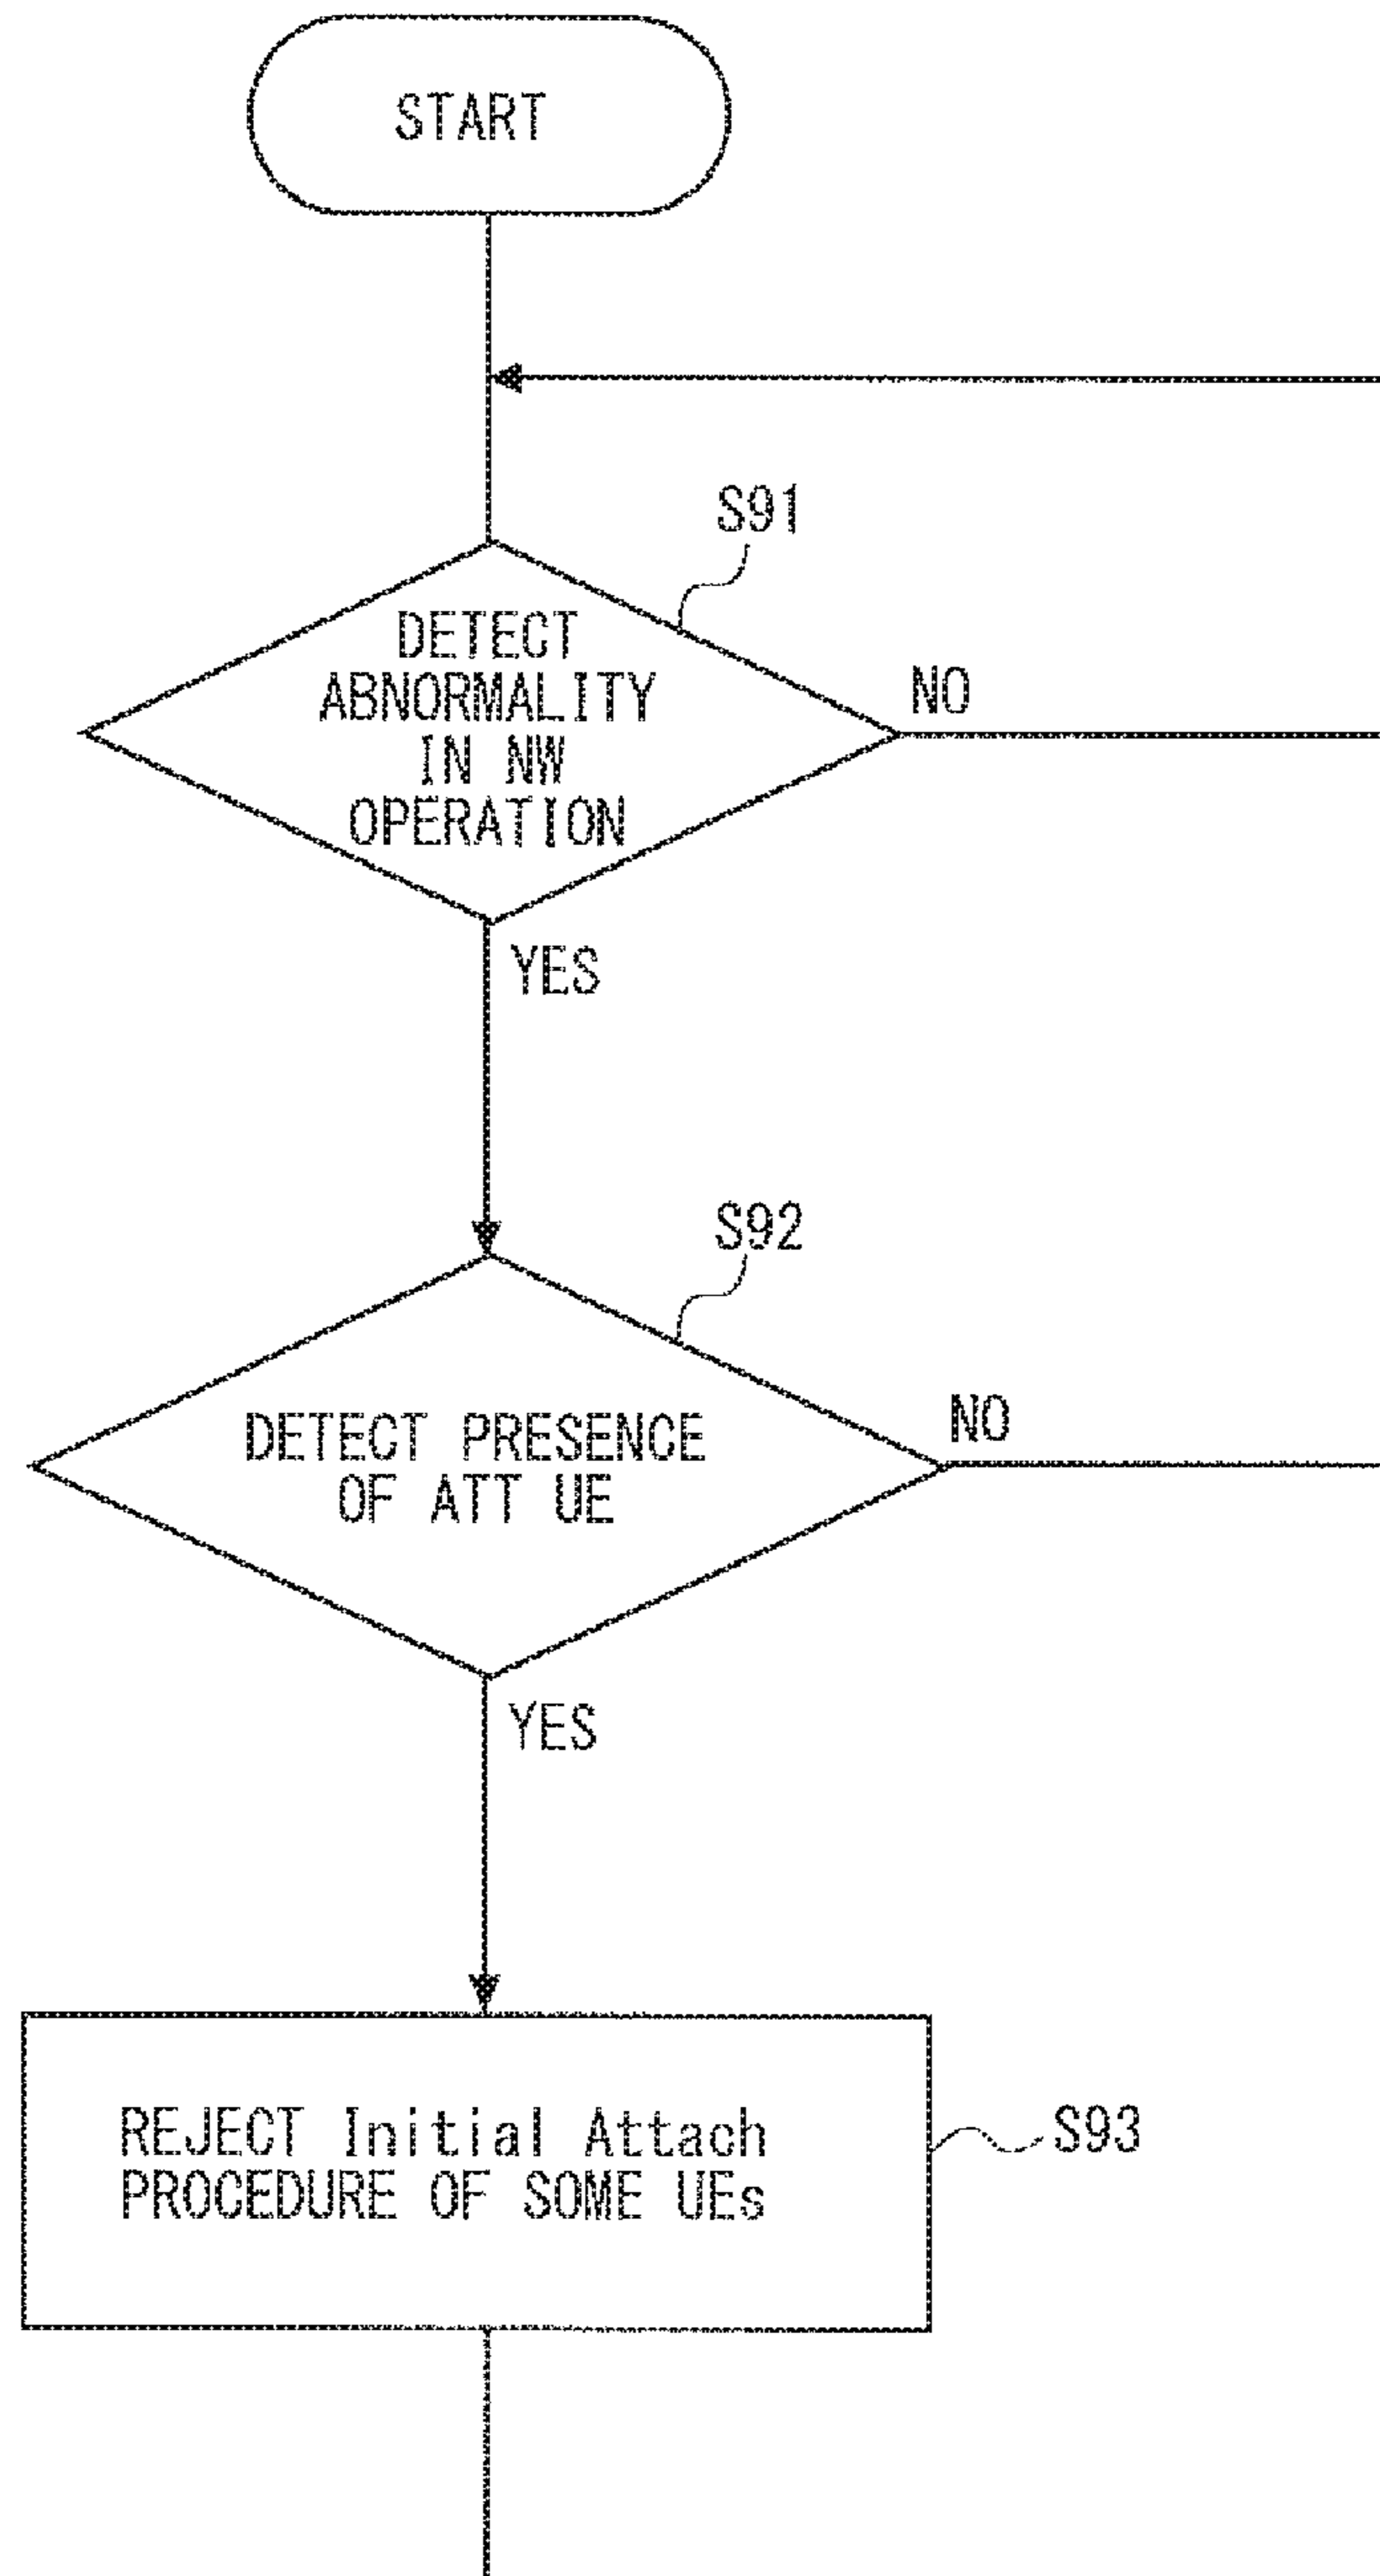 START
S91
DETECT
ABNORMALITY
IN NW
OPERATION
NO
YES
S92
DETECT PRESENCE
OF ATT UE
NO
YES
REJECT Initial Attach
PROCEDURE OF SOME UEs
S93